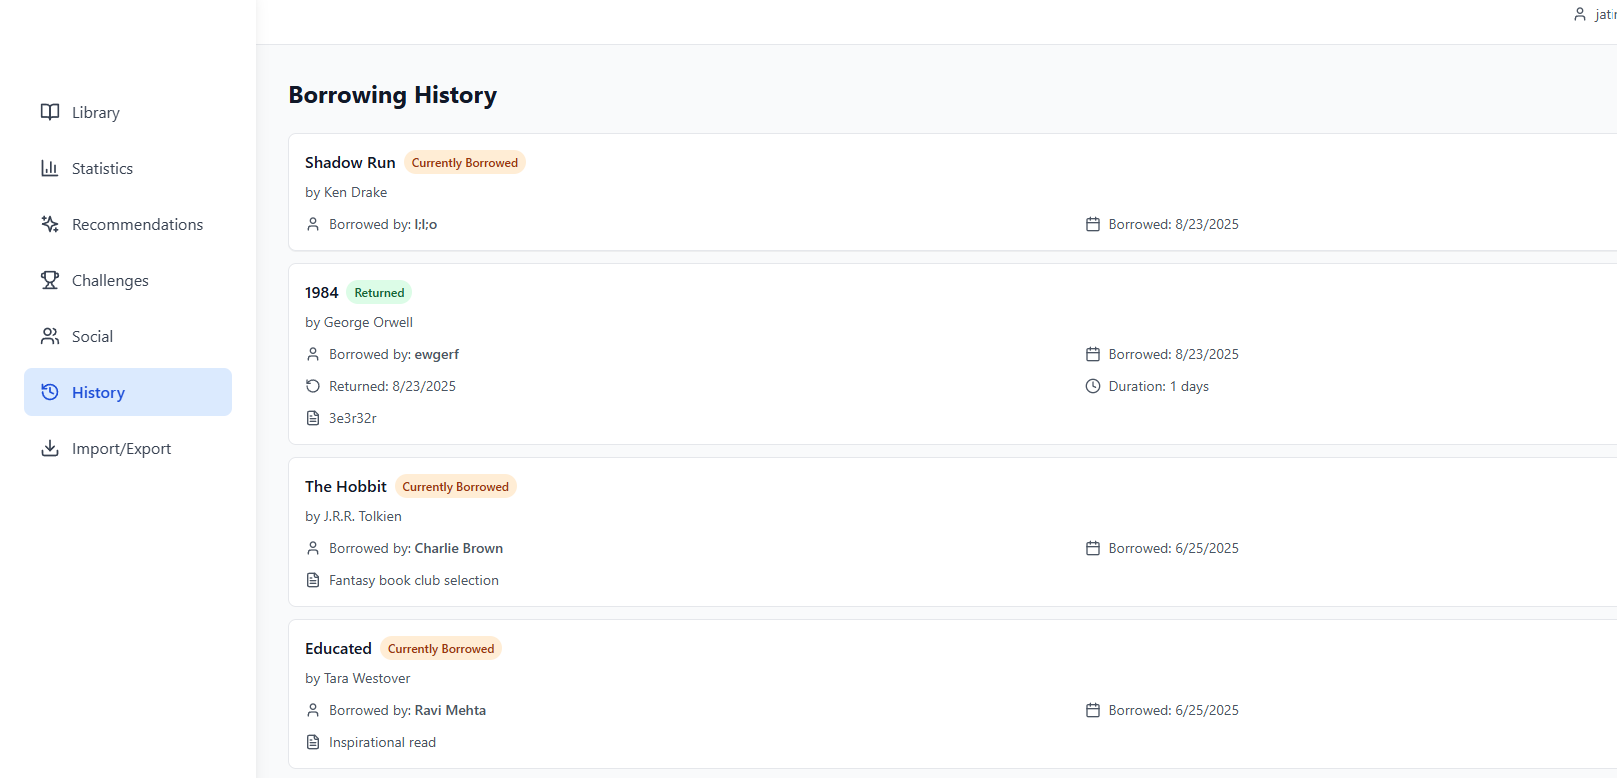 jatin
Library
Statistics
Recommendations
Challenges
Social
History
Import/Export
Borrowing History
Shadow Run Currently Borrowed
by Ken Drake
Borrowed by: l;l;o Borrowed: 8/23/2025
1984 Returned
by George Orwell
Borrowed by: ewgerf Borrowed: 8/23/2025
Returned: 8/23/2025 Duration: 1 days
3e3r32r
The Hobbit Currently Borrowed
by J.R.R. Tolkien
Borrowed by: Charlie Brown Borrowed: 6/25/2025
Fantasy book club selection
Educated Currently Borrowed
by Tara Westover
Borrowed by: Ravi Mehta Borrowed: 6/25/2025
Inspirational read